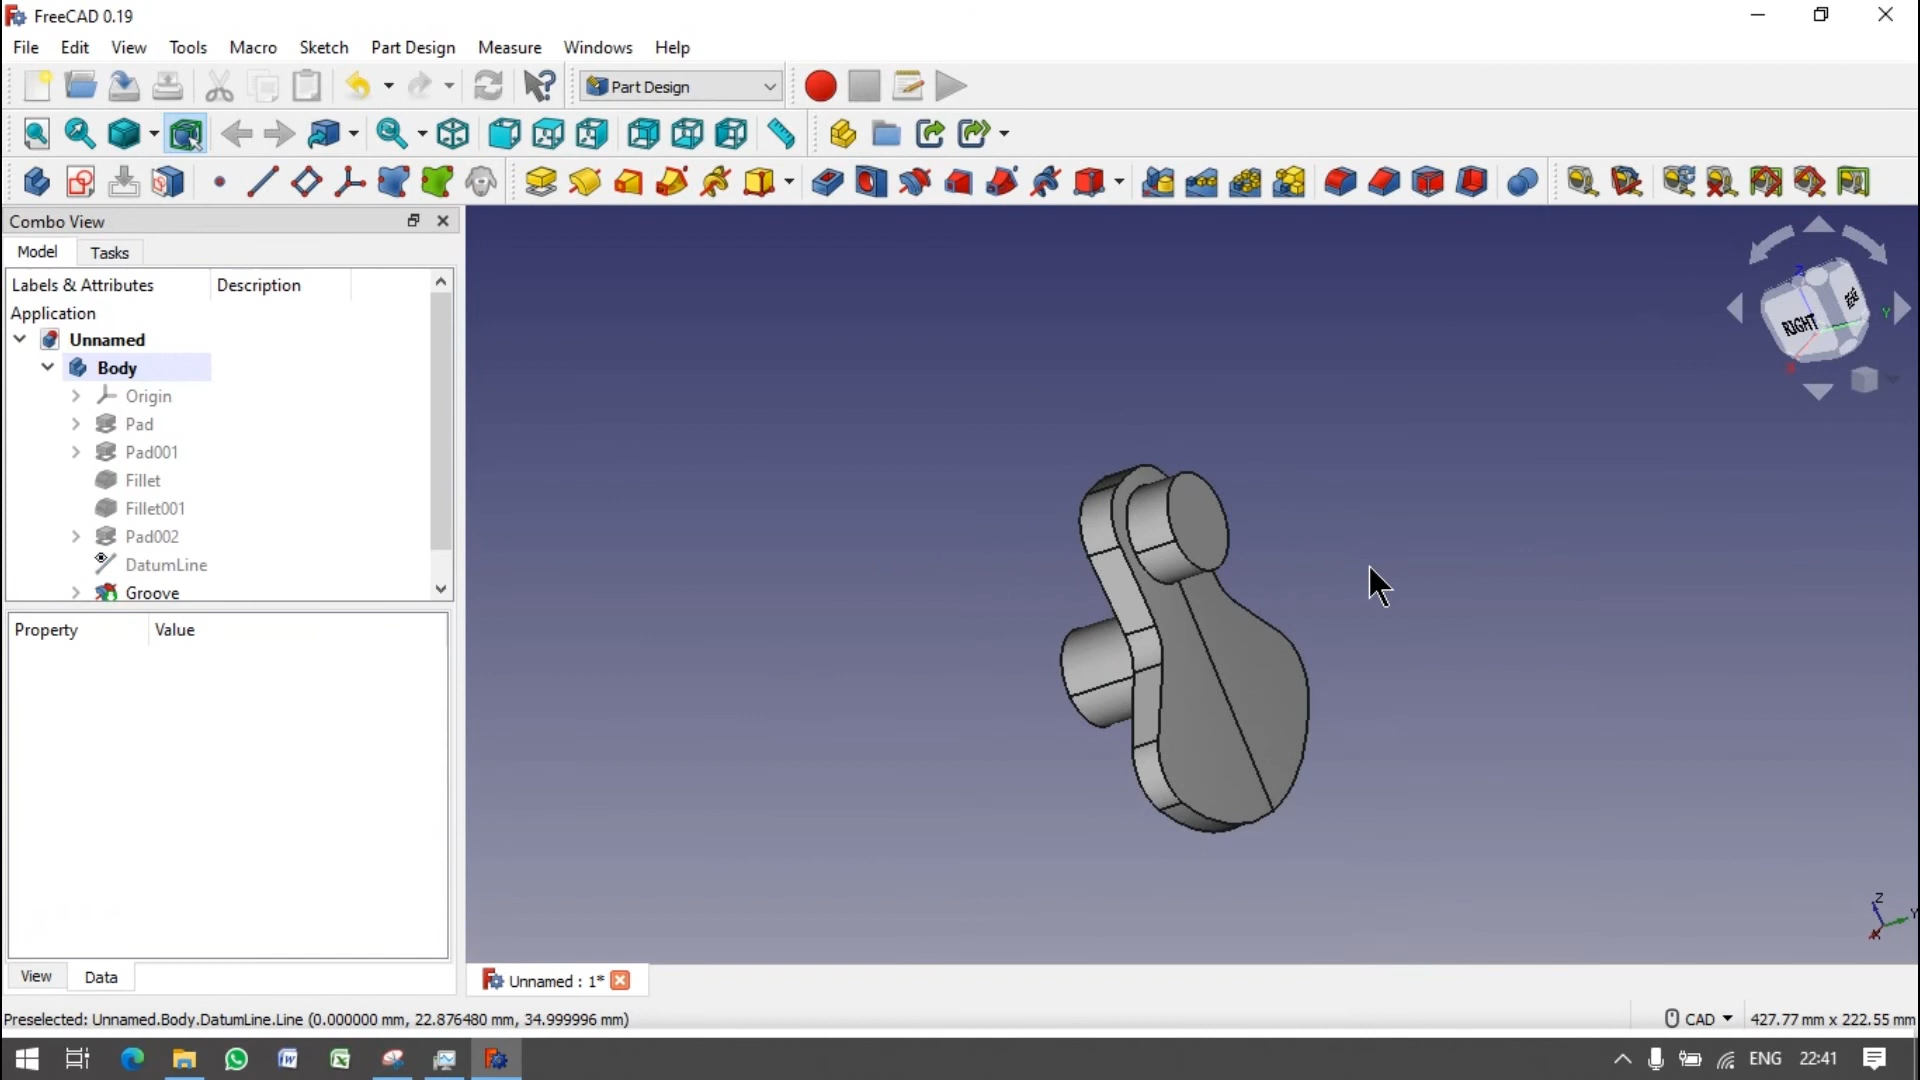 FreeCAD 0.19
File Edit View Tools Macro Sketch Part Design Measure Windows Help
Part Design
Combo View
Model Tasks
Labels & Attributes Description
Application
Unnamed
Body
Origin
Pad
Pad001
Fillet
Fillet001
Pad002
DatumLine
Groove
Property Value
View Data
RIGHT
Z
Y
Z
Y
X
Unnamed : 1*
Preselected: Unnamed.Body.DatumLine.Line (0.000000 mm, 22.876480 mm, 34.999996 mm)
CAD 427.77 mm x 222.55 mm
ENG 22:41